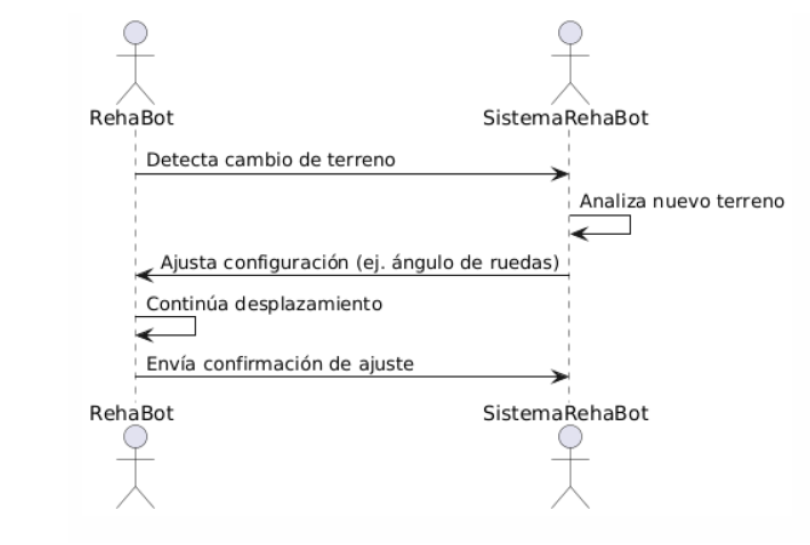 RehaBot
SistemaRehaBot
Detecta cambio de terreno
Analiza nuevo terreno
Ajusta configuración (ej. ángulo de ruedas)
Continúa desplazamiento
Envía confirmación de ajuste
RehaBot
SistemaRehaBot